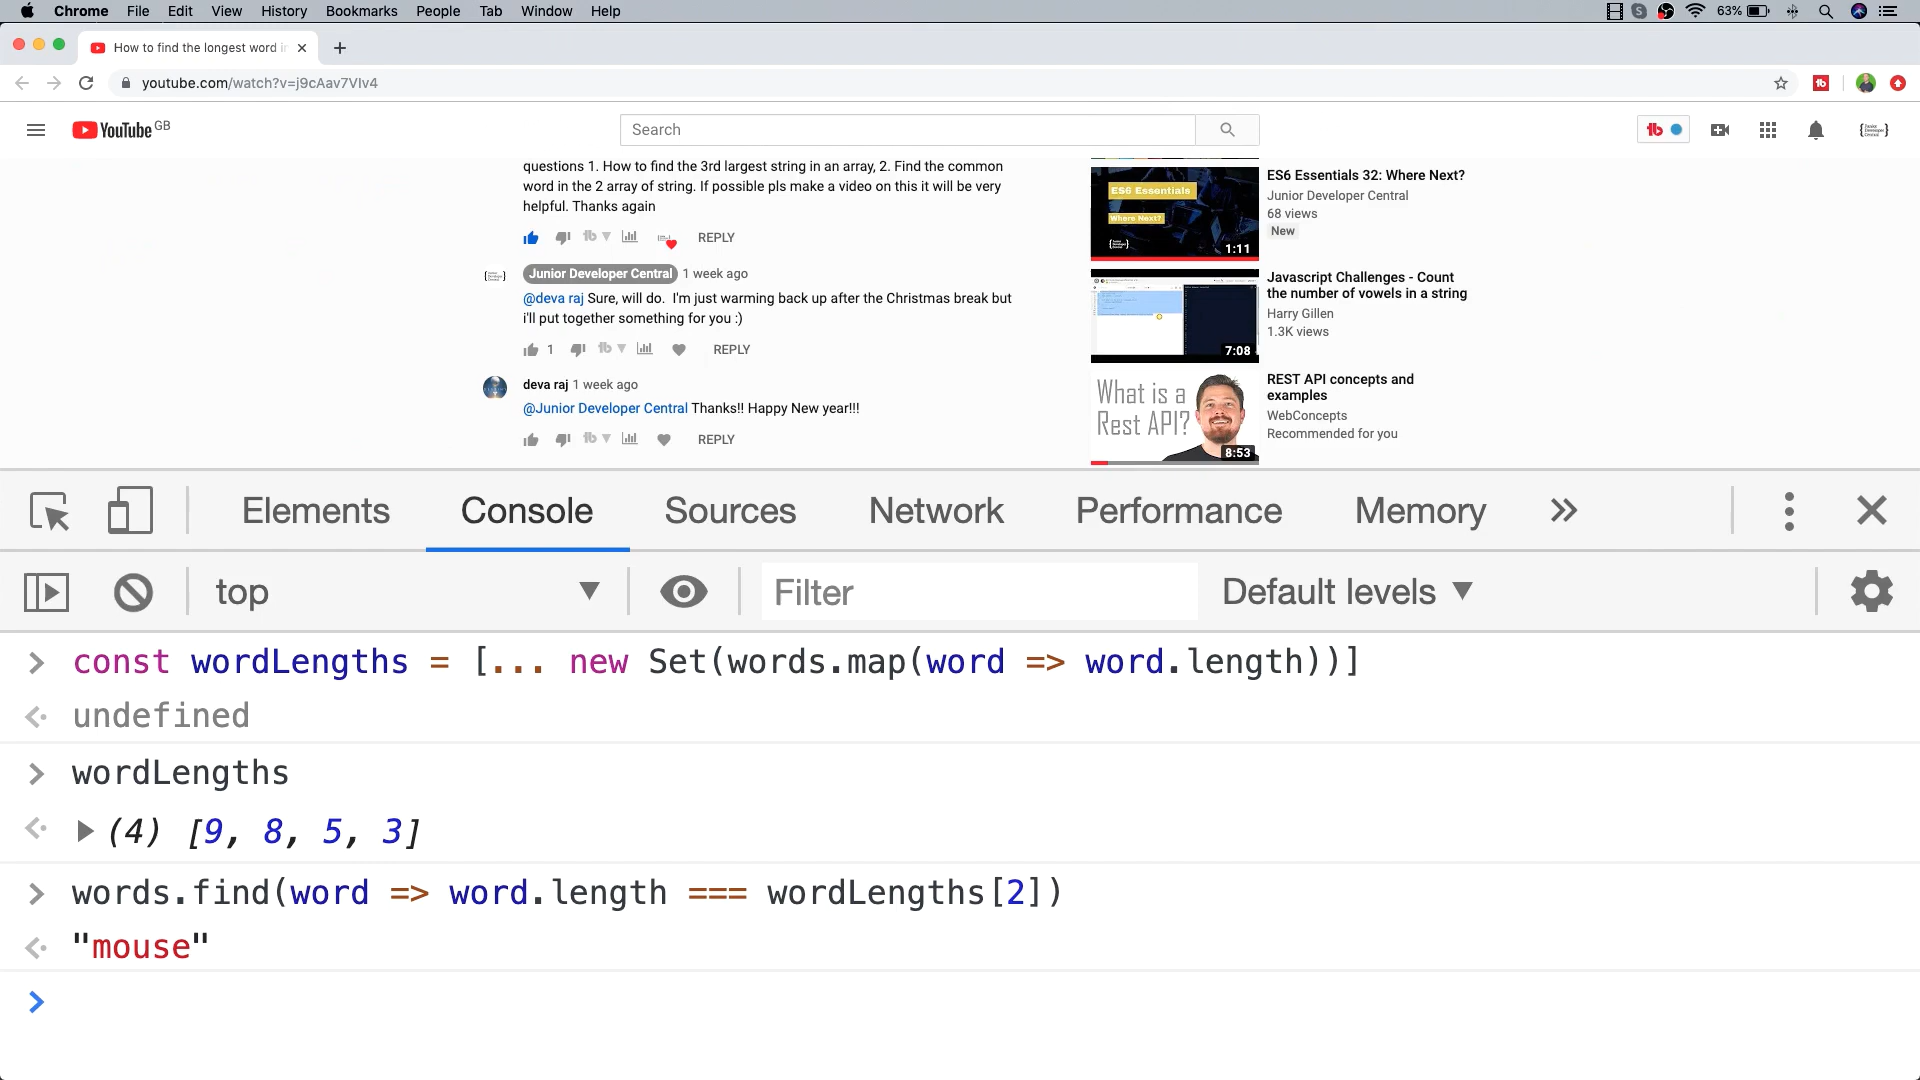 Chrome File Edit View History Bookmarks People Tab Window Help
63%
How to find the longest word in
youtube.com/watch?v=j9cAav7VIv4
YouTube GB
Search
questions 1. How to find the 3rd largest string in an array, 2. Find the common
word in the 2 array of string. If possible pls make a video on this it will be very
helpful. Thanks again
REPLY
Junior Developer Central 1 week ago
@deva raj Sure, will do. I'm just warming back up after the Christmas break but
i'll put together something for you :)
1 REPLY
deva raj 1 week ago
@Junior Developer Central Thanks!! Happy New year!!!
REPLY
ES6 Essentials
Where Next?
1:11
ES6 Essentials 32: Where Next?
Junior Developer Central
68 views
New
7:08
Javascript Challenges - Count
the number of vowels in a string
Harry Gillen
1.3K views
What is a
Rest API?
8:53
REST API concepts and
examples
WebConcepts
Recommended for you
Elements Console Sources Network Performance Memory »
top Filter Default levels
> const wordLengths = [... new Set(words.map(word => word.length))]
undefined
> wordLengths
(4) [9, 8, 5, 3]
> words.find(word => word.length === wordLengths[2])
"mouse"
>